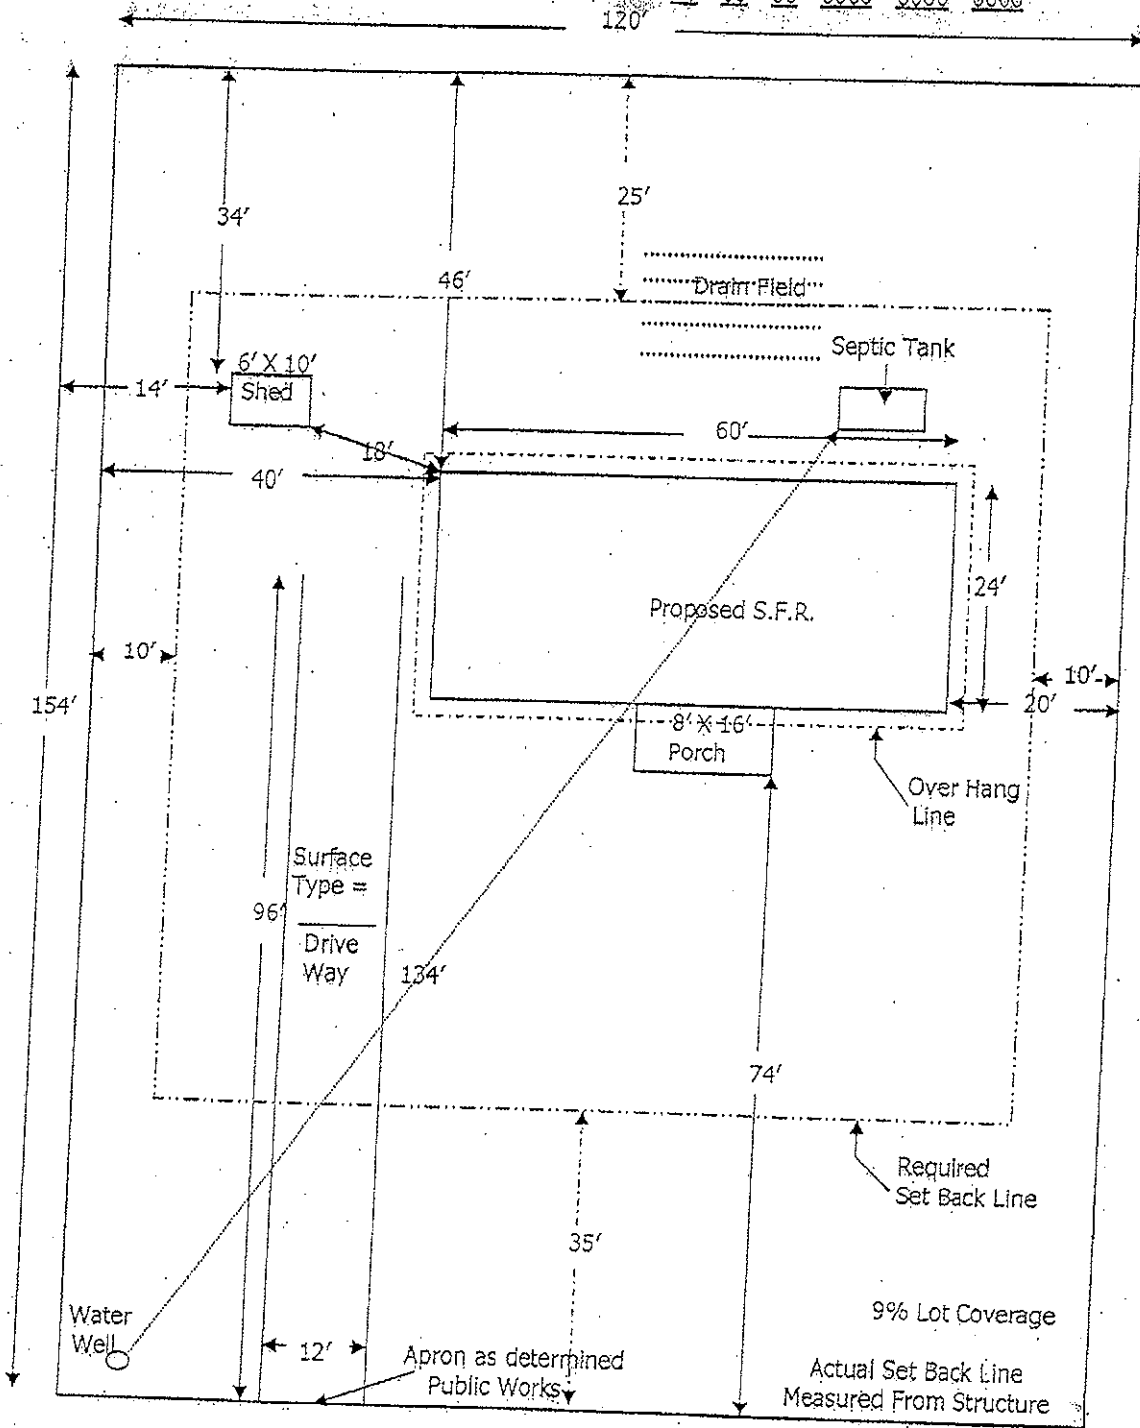 120'
34'
25'
46'
Drain Field
Septic Tank
6' X 10'
Shed
14'
60'
18'
40'
24'
Proposed S.F.R.
10'
10'
154'
20'
8' X 16'
Porch
Over Hang
Line
Surface
Type =
96'
Drive
Way
134'
74'
Required
Set Back Line
35'
Water
Well
9% Lot Coverage
12'
Apron as determined
Public Works
Actual Set Back Line
Measured From Structure